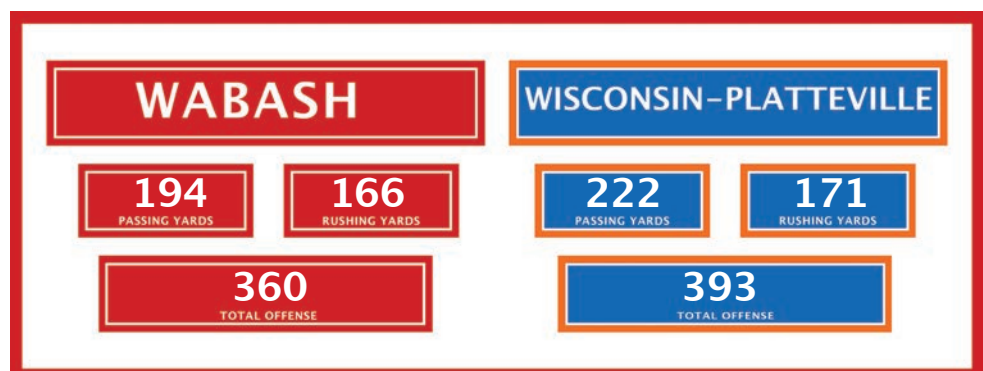 WABASH
194
PASSING YARDS
166
RUSHING YARDS
360
TOTAL OFFENSE
WISCONSIN-PLATTEVILLE
222
PASSING YARDS
171
RUSHING YARDS
393
TOTAL OFFENSE